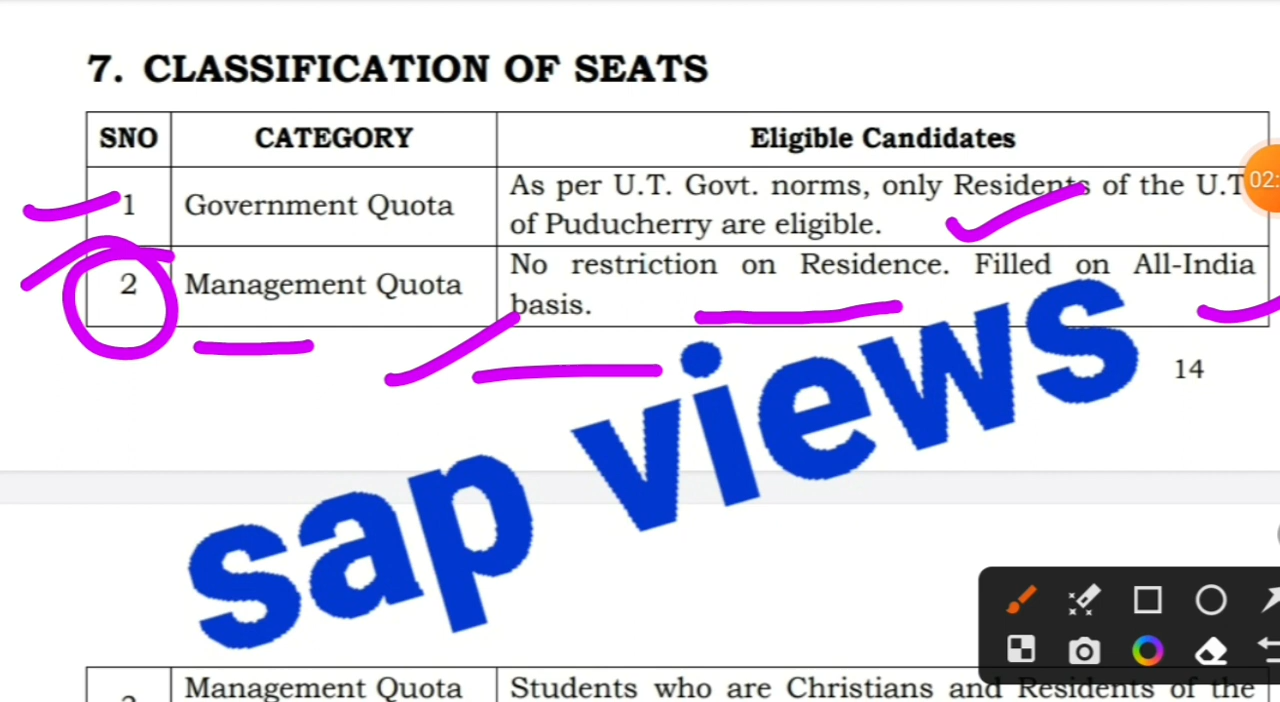 7. CLASSIFICATION OF SEATS
SNO CATEGORY Eligible Candidates
1 Government Quota As per U.T. Govt. norms, only Residents of the U.T
of Puducherry are eligible.
2 Management Quota No restriction on Residence. Filled on All-India
basis.
14
sap views
02:
Management Quota Students who are Christians and Residents of the